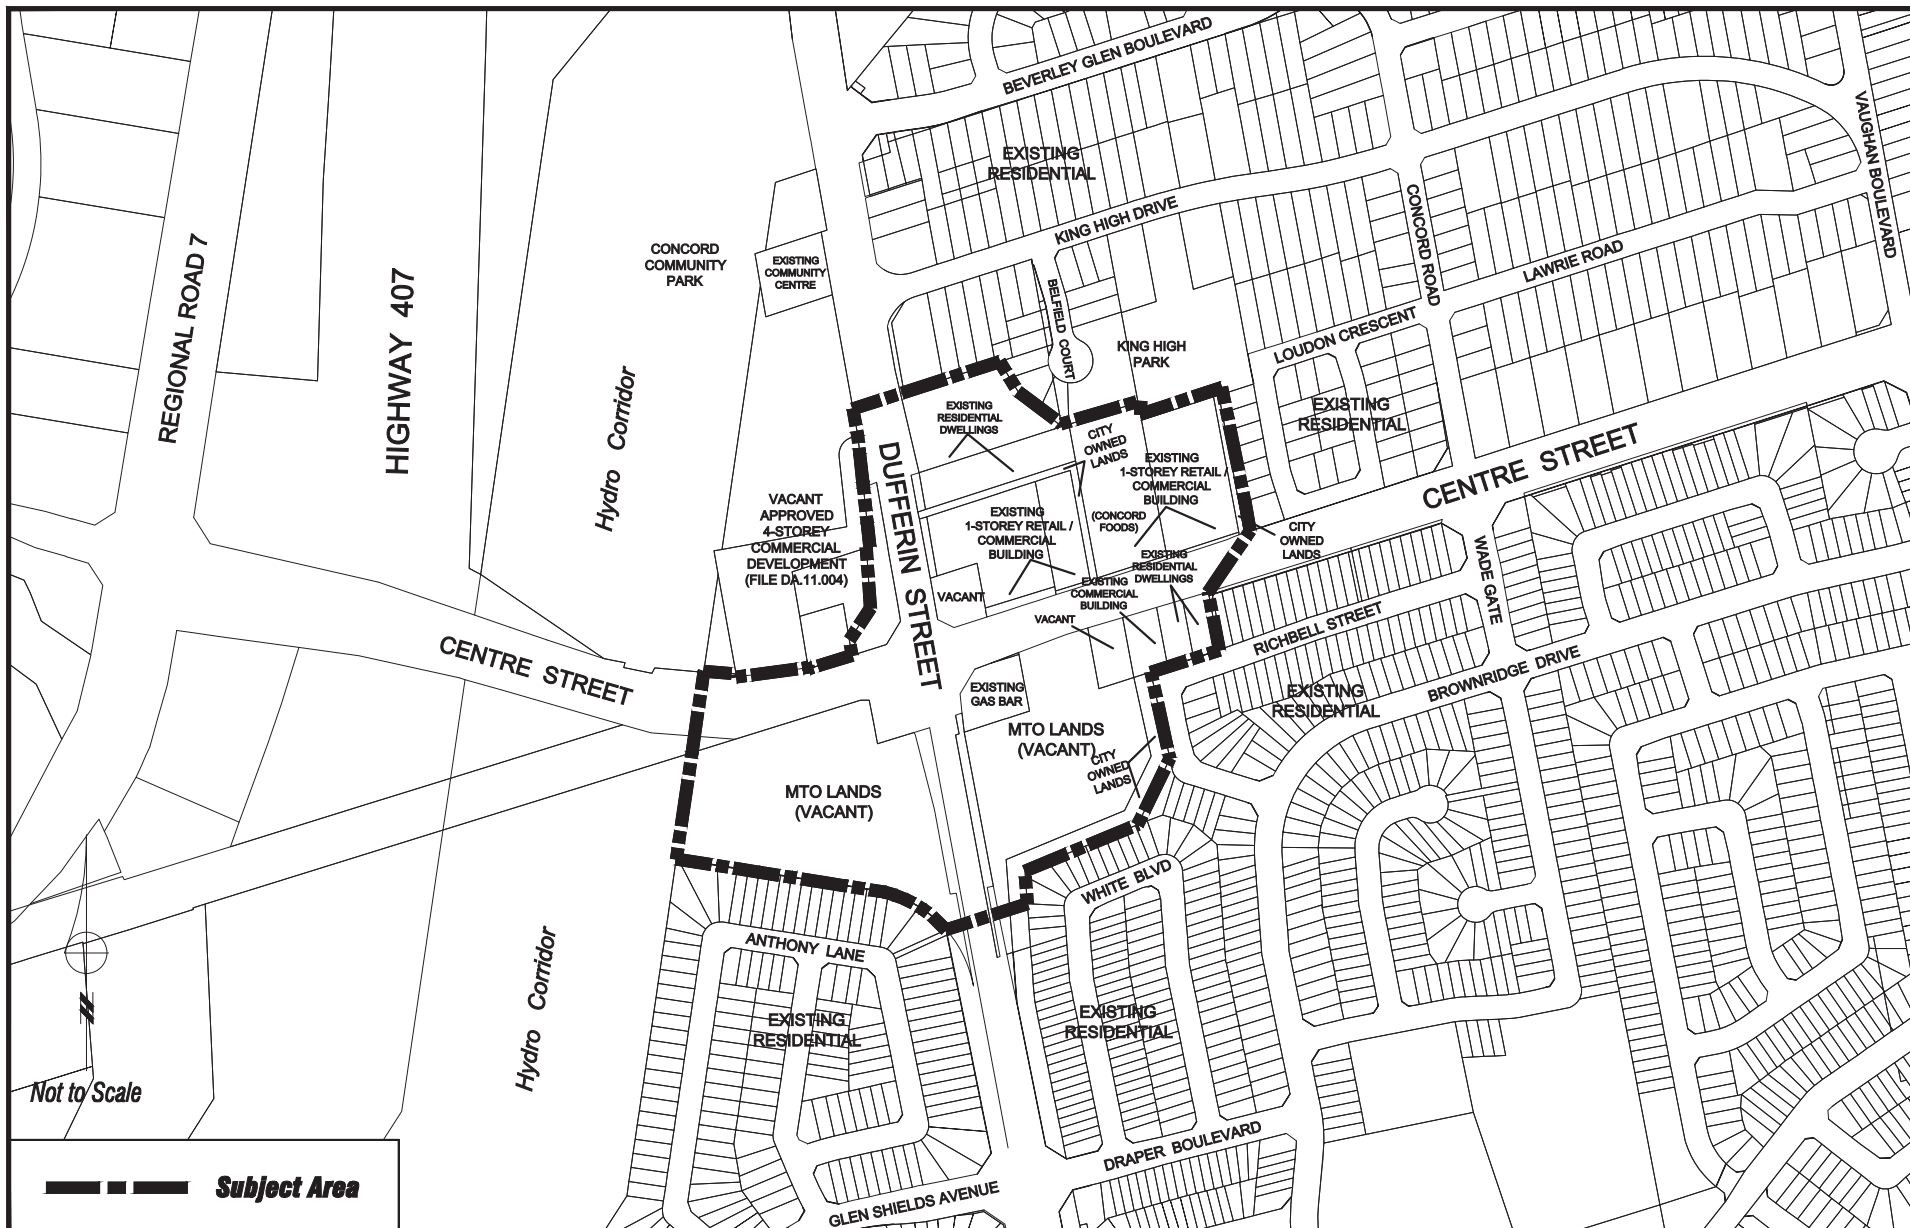 BEVERLEY GLEN BOULEVARD
VAUGHAN BOULEVARD
EXISTING
RESIDENTIAL
KING HIGH DRIVE
CONCORD ROAD
LAWRIE ROAD
REGIONAL ROAD 7
HIGHWAY 407
CONCORD
COMMUNITY
PARK
EXISTING
COMMUNITY
CENTRE
BELFIELD COURT
KING HIGH
PARK
LOUDON CRESCENT
Hydro Corridor
EXISTING
RESIDENTIAL
DWELLINGS
CITY
OWNED
LANDS
EXISTING
RESIDENTIAL
CENTRE STREET
DUFFERIN STREET
VACANT
APPROVED
4-STOREY
COMMERCIAL
DEVELOPMENT
(FILE DA.11.004)
EXISTING
1-STOREY RETAIL /
COMMERCIAL
BUILDING
EXISTING
1-STOREY RETAIL /
COMMERCIAL
BUILDING
(CONCORD
FOODS)
CITY
OWNED
LANDS
EXISTING
RESIDENTIAL
DWELLINGS
EXISTING
COMMERCIAL
BUILDING
VACANT
VACANT
WADE GATE
RICHBELL STREET
BROWNRIDGE DRIVE
CENTRE STREET
EXISTING
GAS BAR
EXISTING
RESIDENTIAL
MTO LANDS
(VACANT)
CITY
OWNED
LANDS
MTO LANDS
(VACANT)
WHITE BLVD
ANTHONY LANE
Hydro Corridor
EXISTING
RESIDENTIAL
EXISTING
RESIDENTIAL
Not to Scale
DRAPER BOULEVARD
GLEN SHIELDS AVENUE
Subject Area